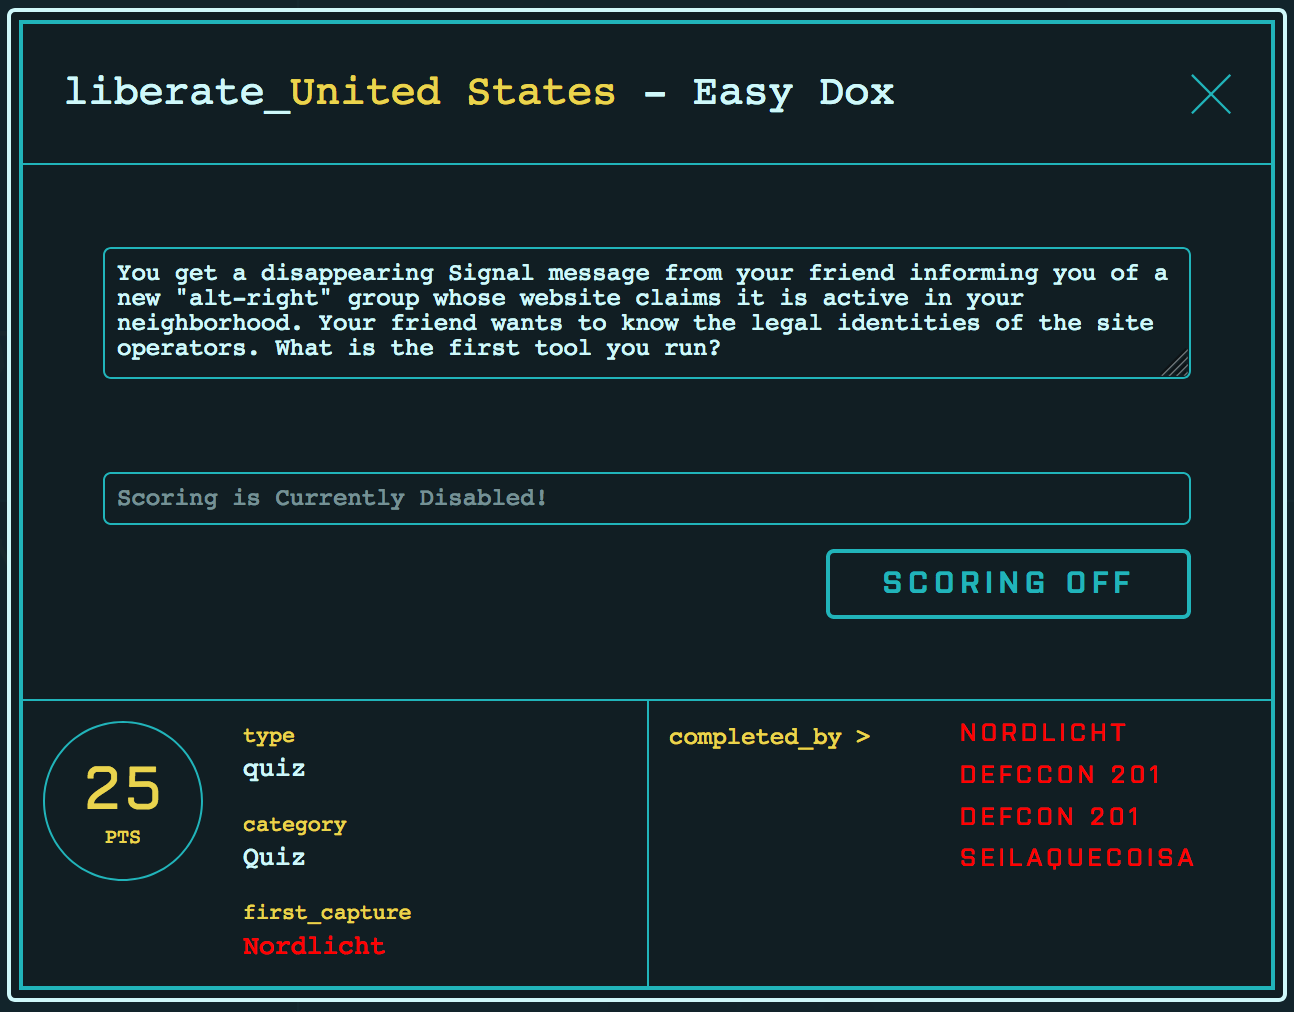 liberate_United States - Easy Dox
You get a disappearing Signal message from your friend informing you of a
new "alt-right" group whose website claims it is active in your
neighborhood. Your friend wants to know the legal identities of the site
operators. What is the first tool you run?
Scoring is Currently Disabled!
SCORING OFF
25
PTS
type
quiz
category
Quiz
first_capture
Nordlicht
completed_by >
NORDLICHT
DEFCCON 201
DEFCON 201
SEILAQUECOISA